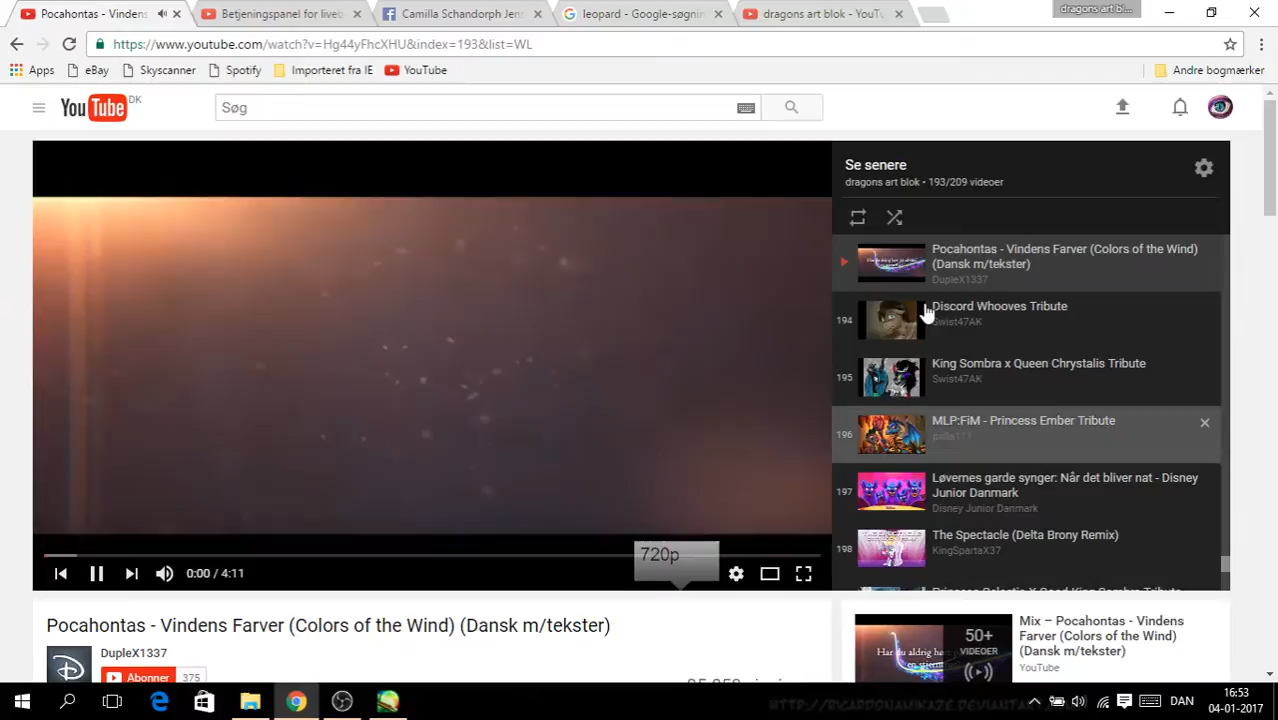 Pocahontas - Vindens
Betjeningspanel for liveb
Camilla Schandorph Jens
leopard - Google-søgnin
dragons art blok - YouTu
dragons art bl...
https://www.youtube.com/watch?v=Hg44yFhcXHU&index=193&list=WL
Apps
eBay
Skyscanner
Spotify
Importeret fra IE
YouTube
Andre bogmærker
YouTube DK
Søg
Se senere
dragons art blok • 193/209 videoer
Pocahontas - Vindens Farver (Colors of the Wind)
(Dansk m/tekster)
DupleX1337
194
Discord Whooves Tribute
Swist47AK
195
King Sombra x Queen Chrystalis Tribute
Swist47AK
196
MLP:FiM - Princess Ember Tribute
197
Løvernes garde synger: Når det bliver nat - Disney
Junior Danmark
Disney Junior Danmark
198
The Spectacle (Delta Brony Remix)
KingSpartaX37
720p
0:00 / 4:11
Pocahontas - Vindens Farver (Colors of the Wind) (Dansk m/tekster)
DupleX1337
Abonner
375
50+
VIDEOER
Mix – Pocahontas - Vindens
Farver (Colors of the Wind)
(Dansk m/tekster)
YouTube
DAN
16:53
04-01-2017